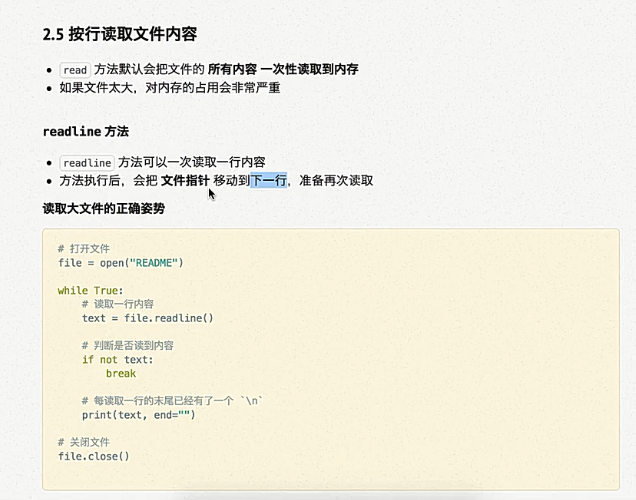 2.5 按行读取文件内容
• read 方法默认会把文件的 所有内容 一次性读取到内存
• 如果文件太大，对内存的占用会非常严重
readline 方法
• readline 方法可以一次读取一行内容
• 方法执行后，会把 文件指针 移动到下一行，准备再次读取
读取大文件的正确姿势
# 打开文件
file = open("README")
while True:
    # 读取一行内容
    text = file.readline()
    # 判断是否读到内容
    if not text:
        break
    # 每读取一行的末尾已经有了一个 `\n`
    print(text, end="")
# 关闭文件
file.close()